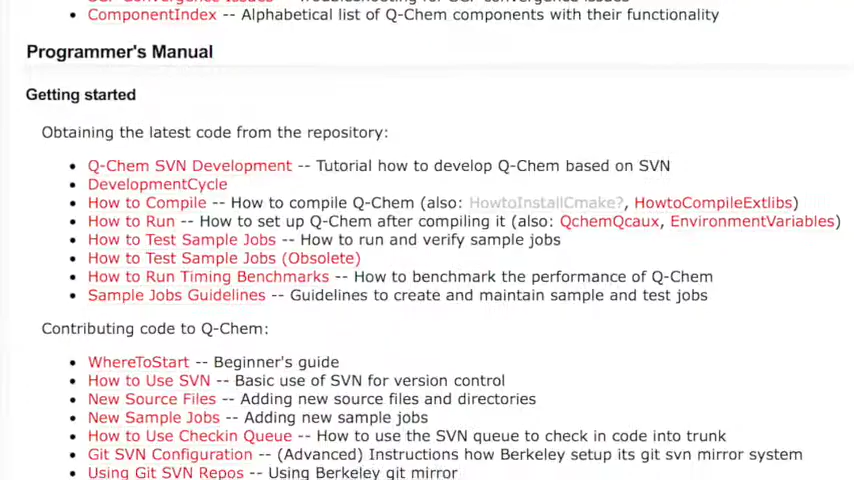 ComponentIndex -- Alphabetical list of Q-Chem components with their functionality
Programmer's Manual
Getting started
Obtaining the latest code from the repository:
Q-Chem SVN Development -- Tutorial how to develop Q-Chem based on SVN
DevelopmentCycle
How to Compile -- How to compile Q-Chem (also: HowtoInstallCmake?, HowtoCompileExtlibs)
How to Run -- How to set up Q-Chem after compiling it (also: QchemQcaux, EnvironmentVariables)
How to Test Sample Jobs -- How to run and verify sample jobs
How to Test Sample Jobs (Obsolete)
How to Run Timing Benchmarks -- How to benchmark the performance of Q-Chem
Sample Jobs Guidelines -- Guidelines to create and maintain sample and test jobs
Contributing code to Q-Chem:
WhereToStart -- Beginner's guide
How to Use SVN -- Basic use of SVN for version control
New Source Files -- Adding new source files and directories
New Sample Jobs -- Adding new sample jobs
How to Use Checkin Queue -- How to use the SVN queue to check in code into trunk
Git SVN Configuration -- (Advanced) Instructions how Berkeley setup its git svn mirror system
Using Git SVN Repos -- Using Berkeley git mirror